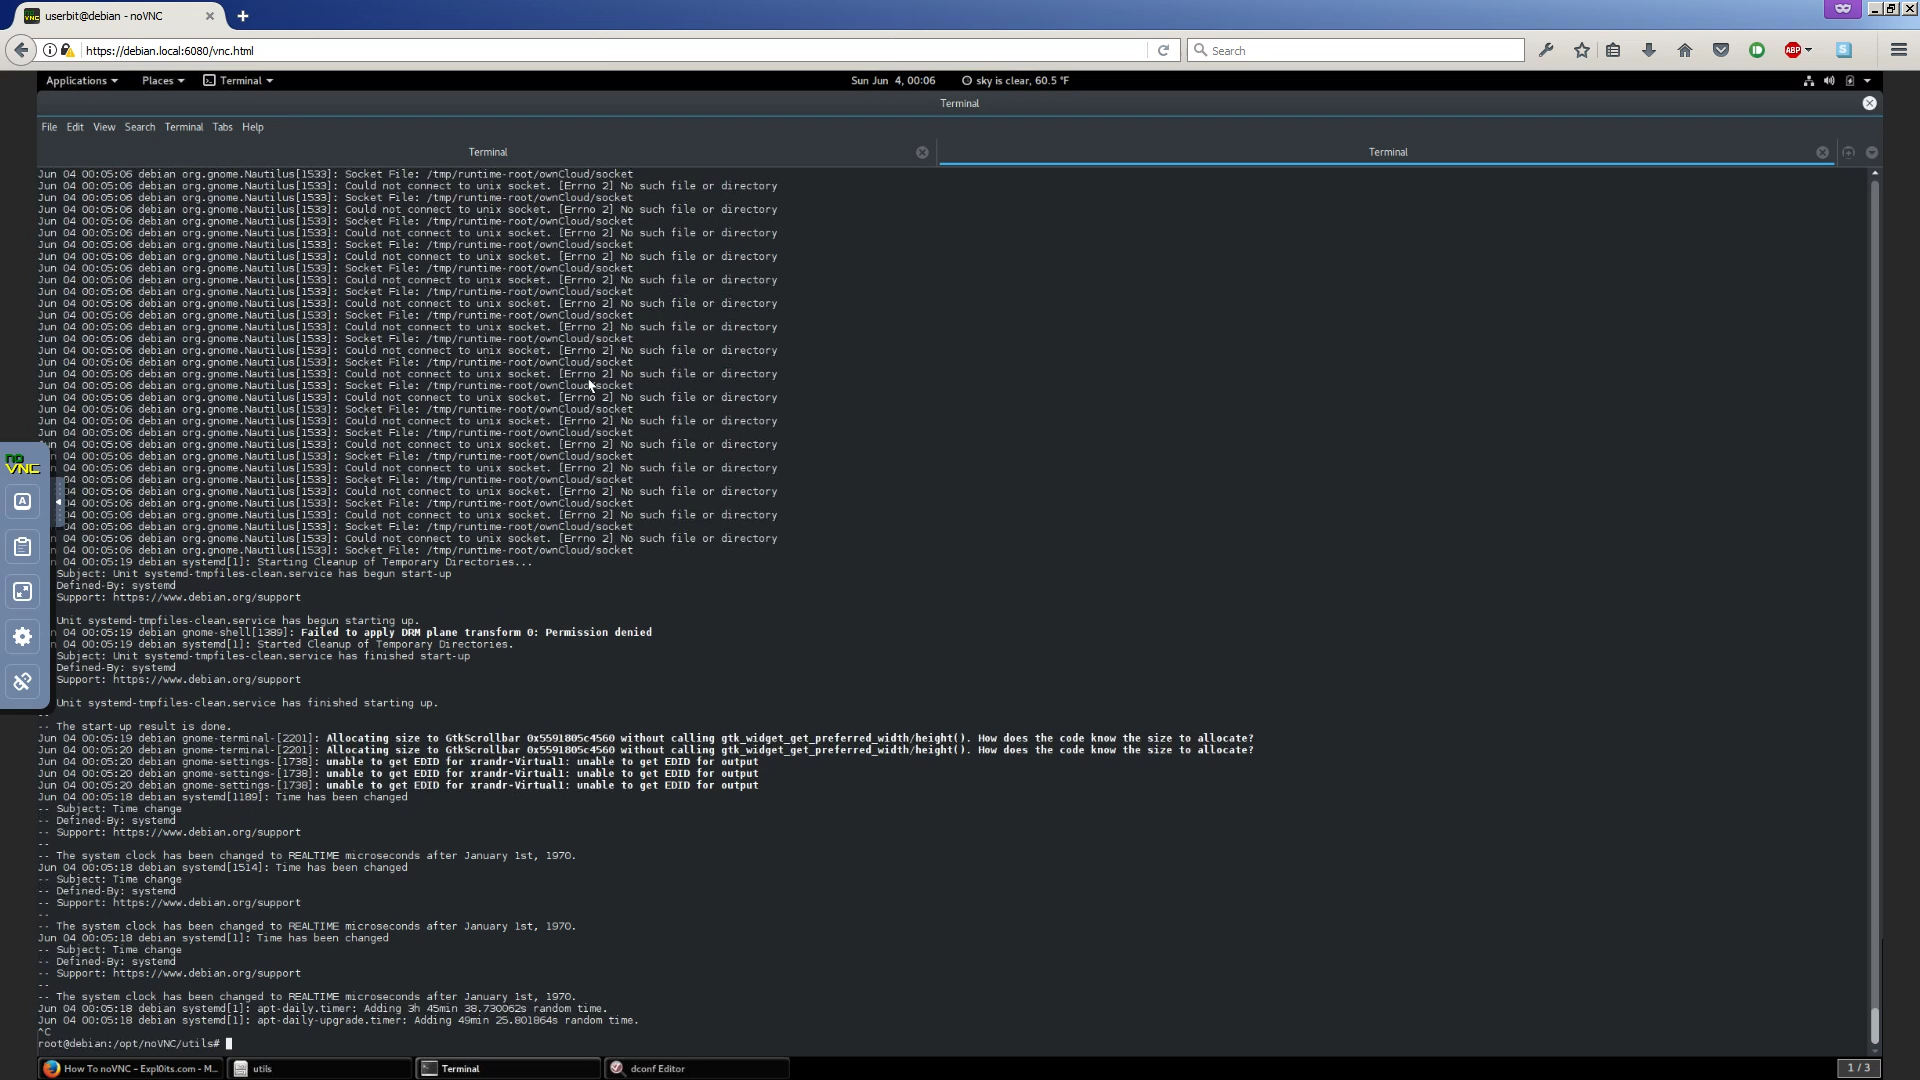 userbit@debian - noVNC
https://debian.local:6080/vnc.html
Search
ABP
S
Applications
Places
Terminal
Sun Jun 4, 00:06
sky is clear, 60.5 °F
Terminal
File Edit View Search Terminal Tabs Help
Terminal
Terminal
Jun 04 00:05:06 debian org.gnome.Nautilus[1533]: Socket File: /tmp/runtime-root/ownCloud/socket
Jun 04 00:05:06 debian org.gnome.Nautilus[1533]: Could not connect to unix socket. [Errno 2] No such file or directory
Jun 04 00:05:06 debian org.gnome.Nautilus[1533]: Socket File: /tmp/runtime-root/ownCloud/socket
Jun 04 00:05:06 debian org.gnome.Nautilus[1533]: Could not connect to unix socket. [Errno 2] No such file or directory
Jun 04 00:05:06 debian org.gnome.Nautilus[1533]: Socket File: /tmp/runtime-root/ownCloud/socket
Jun 04 00:05:06 debian org.gnome.Nautilus[1533]: Could not connect to unix socket. [Errno 2] No such file or directory
Jun 04 00:05:06 debian org.gnome.Nautilus[1533]: Socket File: /tmp/runtime-root/ownCloud/socket
Jun 04 00:05:06 debian org.gnome.Nautilus[1533]: Could not connect to unix socket. [Errno 2] No such file or directory
Jun 04 00:05:06 debian org.gnome.Nautilus[1533]: Socket File: /tmp/runtime-root/ownCloud/socket
Jun 04 00:05:06 debian org.gnome.Nautilus[1533]: Could not connect to unix socket. [Errno 2] No such file or directory
Jun 04 00:05:06 debian org.gnome.Nautilus[1533]: Socket File: /tmp/runtime-root/ownCloud/socket
Jun 04 00:05:06 debian org.gnome.Nautilus[1533]: Could not connect to unix socket. [Errno 2] No such file or directory
Jun 04 00:05:06 debian org.gnome.Nautilus[1533]: Socket File: /tmp/runtime-root/ownCloud/socket
Jun 04 00:05:06 debian org.gnome.Nautilus[1533]: Could not connect to unix socket. [Errno 2] No such file or directory
Jun 04 00:05:06 debian org.gnome.Nautilus[1533]: Socket File: /tmp/runtime-root/ownCloud/socket
Jun 04 00:05:06 debian org.gnome.Nautilus[1533]: Could not connect to unix socket. [Errno 2] No such file or directory
Jun 04 00:05:06 debian org.gnome.Nautilus[1533]: Socket File: /tmp/runtime-root/ownCloud/socket
Jun 04 00:05:06 debian org.gnome.Nautilus[1533]: Could not connect to unix socket. [Errno 2] No such file or directory
Jun 04 00:05:06 debian org.gnome.Nautilus[1533]: Socket File: /tmp/runtime-root/ownCloud/socket
Jun 04 00:05:06 debian org.gnome.Nautilus[1533]: Could not connect to unix socket. [Errno 2] No such file or directory
Jun 04 00:05:06 debian org.gnome.Nautilus[1533]: Socket File: /tmp/runtime-root/ownCloud/socket
Jun 04 00:05:06 debian org.gnome.Nautilus[1533]: Could not connect to unix socket. [Errno 2] No such file or directory
Jun 04 00:05:06 debian org.gnome.Nautilus[1533]: Socket File: /tmp/runtime-root/ownCloud/socket
n 04 00:05:06 debian org.gnome.Nautilus[1533]: Could not connect to unix socket. [Errno 2] No such file or directory
04 00:05:06 debian org.gnome.Nautilus[1533]: Socket File: /tmp/runtime-root/ownCloud/socket
04 00:05:06 debian org.gnome.Nautilus[1533]: Could not connect to unix socket. [Errno 2] No such file or directory
04 00:05:06 debian org.gnome.Nautilus[1533]: Socket File: /tmp/runtime-root/ownCloud/socket
04 00:05:06 debian org.gnome.Nautilus[1533]: Could not connect to unix socket. [Errno 2] No such file or directory
04 00:05:06 debian org.gnome.Nautilus[1533]: Socket File: /tmp/runtime-root/ownCloud/socket
04 00:05:06 debian org.gnome.Nautilus[1533]: Could not connect to unix socket. [Errno 2] No such file or directory
04 00:05:06 debian org.gnome.Nautilus[1533]: Socket File: /tmp/runtime-root/ownCloud/socket
n 04 00:05:06 debian org.gnome.Nautilus[1533]: Could not connect to unix socket. [Errno 2] No such file or directory
n 04 00:05:06 debian org.gnome.Nautilus[1533]: Socket File: /tmp/runtime-root/ownCloud/socket
n 04 00:05:19 debian systemd[1]: Starting Cleanup of Temporary Directories...
Subject: Unit systemd-tmpfiles-clean.service has begun start-up
Defined-By: systemd
Support: https://www.debian.org/support
Unit systemd-tmpfiles-clean.service has begun starting up.
n 04 00:05:19 debian gnome-shell[1389]: Failed to apply DRM plane transform 0: Permission denied
n 04 00:05:19 debian systemd[1]: Started Cleanup of Temporary Directories.
Subject: Unit systemd-tmpfiles-clean.service has finished start-up
Defined-By: systemd
Support: https://www.debian.org/support
Unit systemd-tmpfiles-clean.service has finished starting up.
--
-- The start-up result is done.
Jun 04 00:05:19 debian gnome-terminal-[2201]: Allocating size to GtkScrollbar 0x5591805c4560 without calling gtk_widget_get_preferred_width/height(). How does the code know the size to allocate?
Jun 04 00:05:20 debian gnome-terminal-[2201]: Allocating size to GtkScrollbar 0x5591805c4560 without calling gtk_widget_get_preferred_width/height(). How does the code know the size to allocate?
Jun 04 00:05:20 debian gnome-settings-[1738]: unable to get EDID for xrandr-Virtual1: unable to get EDID for output
Jun 04 00:05:20 debian gnome-settings-[1738]: unable to get EDID for xrandr-Virtual1: unable to get EDID for output
Jun 04 00:05:20 debian gnome-settings-[1738]: unable to get EDID for xrandr-Virtual1: unable to get EDID for output
Jun 04 00:05:18 debian systemd[1189]: Time has been changed
-- Subject: Time change
-- Defined-By: systemd
-- Support: https://www.debian.org/support
--
-- The system clock has been changed to REALTIME microseconds after January 1st, 1970.
Jun 04 00:05:18 debian systemd[1514]: Time has been changed
-- Subject: Time change
-- Defined-By: systemd
-- Support: https://www.debian.org/support
--
-- The system clock has been changed to REALTIME microseconds after January 1st, 1970.
Jun 04 00:05:18 debian systemd[1]: Time has been changed
-- Subject: Time change
-- Defined-By: systemd
-- Support: https://www.debian.org/support
--
-- The system clock has been changed to REALTIME microseconds after January 1st, 1970.
Jun 04 00:05:18 debian systemd[1]: apt-daily.timer: Adding 3h 45min 38.730062s random time.
Jun 04 00:05:18 debian systemd[1]: apt-daily-upgrade.timer: Adding 49min 25.801864s random time.
^C
root@debian:/opt/noVNC/utils#
no
VNC
A
How To noVNC - Expl0its.com - M...
utils
Terminal
dconf Editor
1 / 3